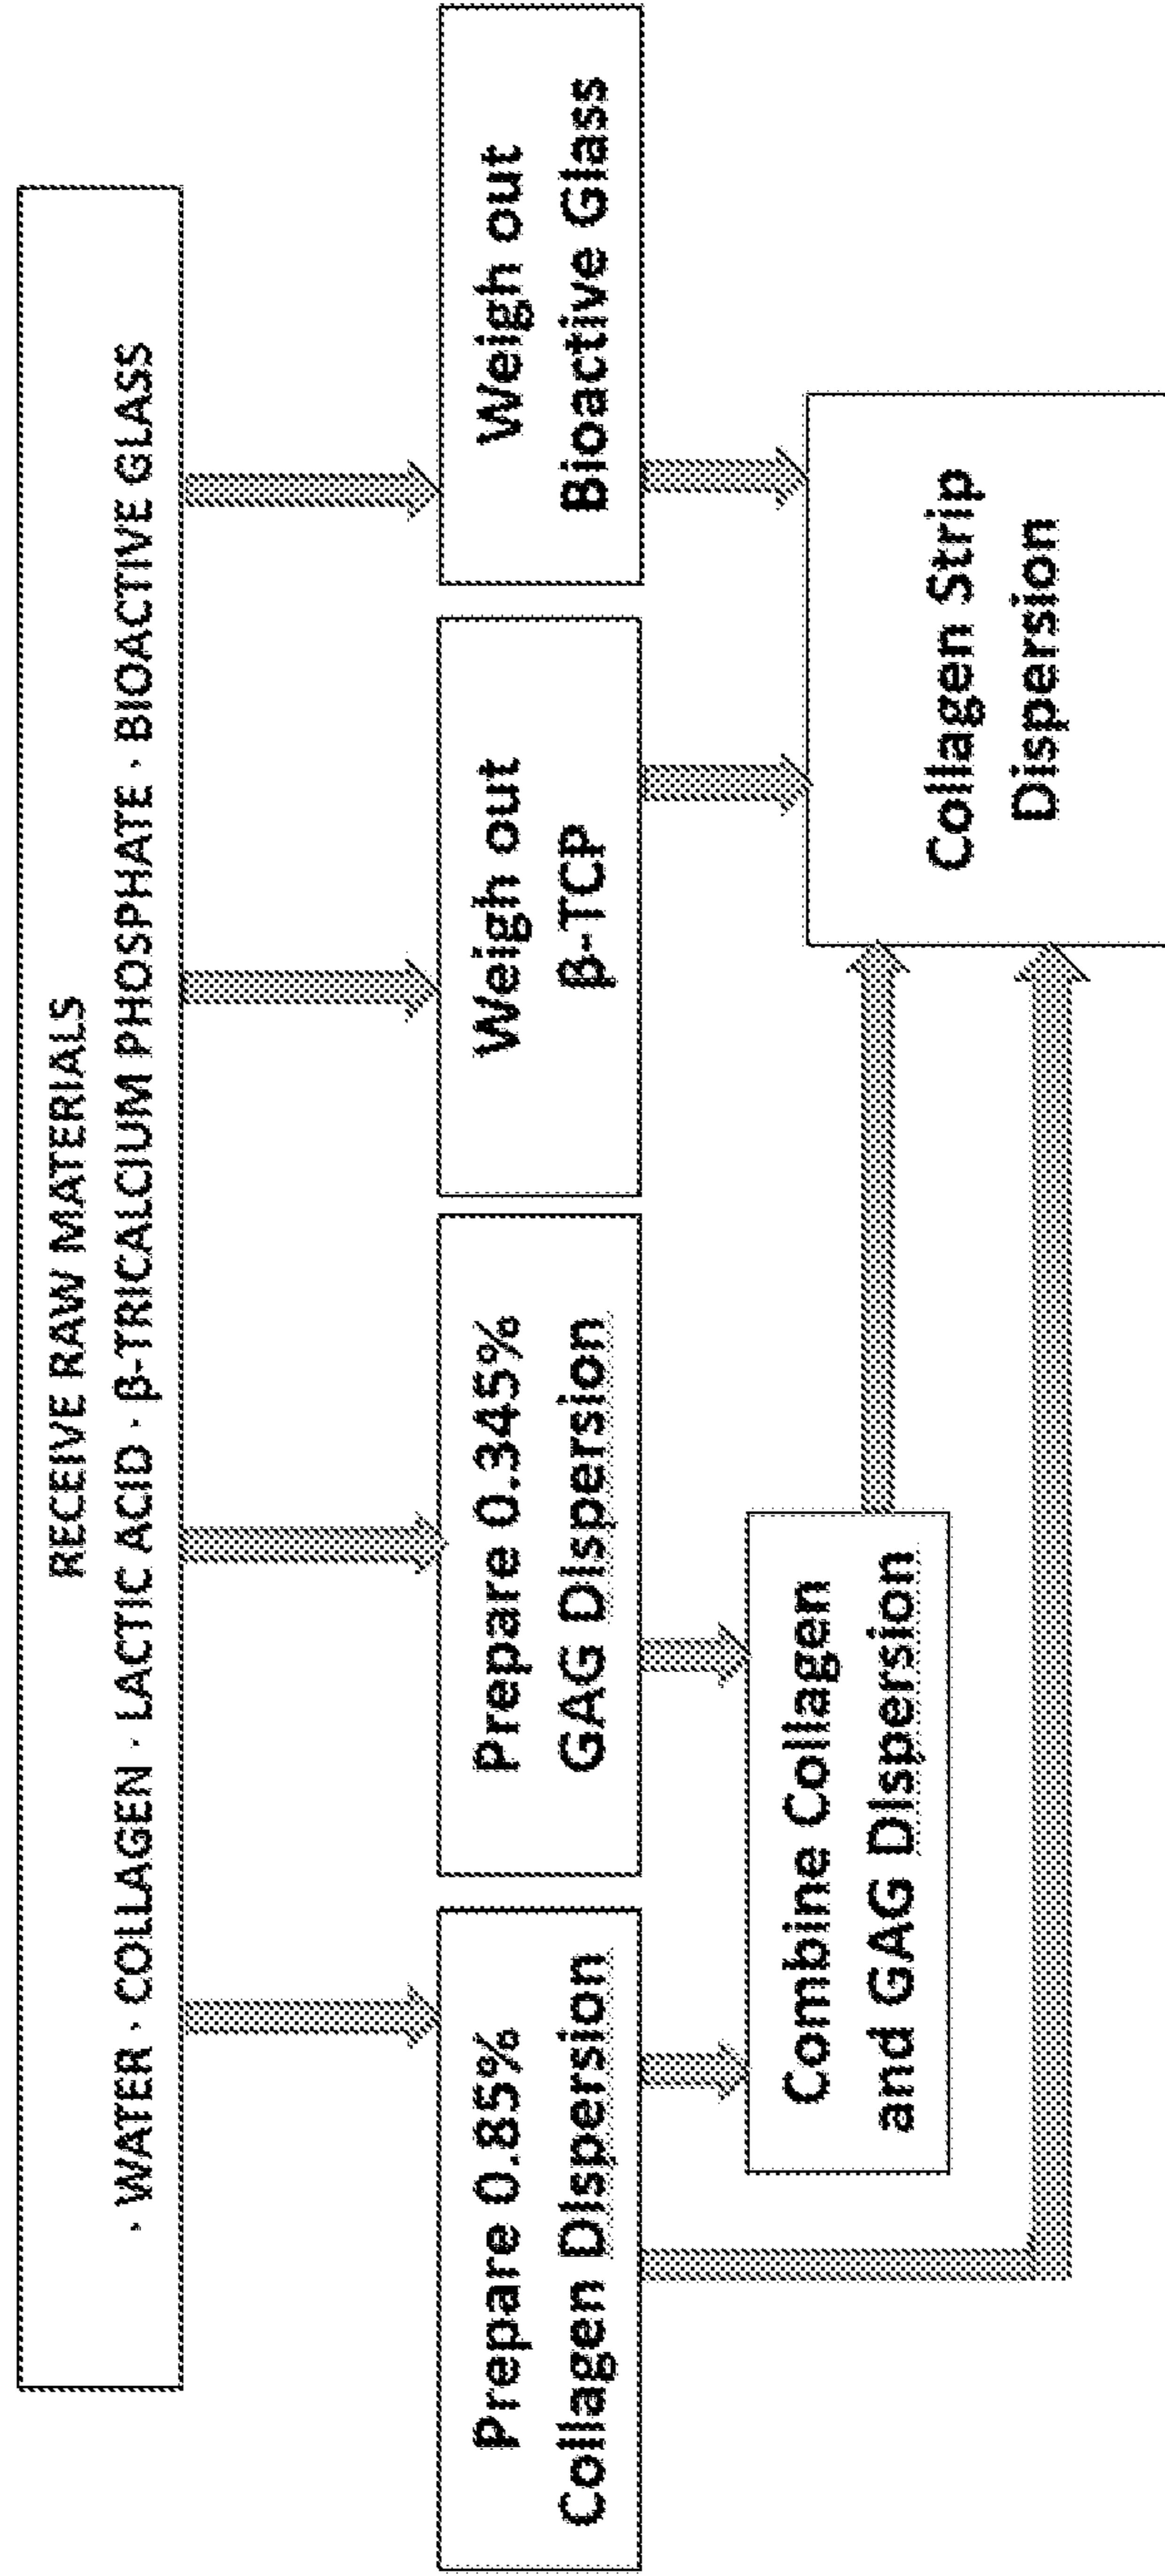 RECEIVE RAW MATERIALS
· WATER · COLLAGEN · LACTIC ACID · β-TRICALCIUM PHOSPHATE · BIOACTIVE GLASS
Prepare 0.85%
Collagen Dispersion
Prepare 0.345%
GAG Dispersion
Weigh out
β-TCP
Weigh out
Bioactive Glass
Combine Collagen
and GAG Dispersion
Collagen Strip
Dispersion